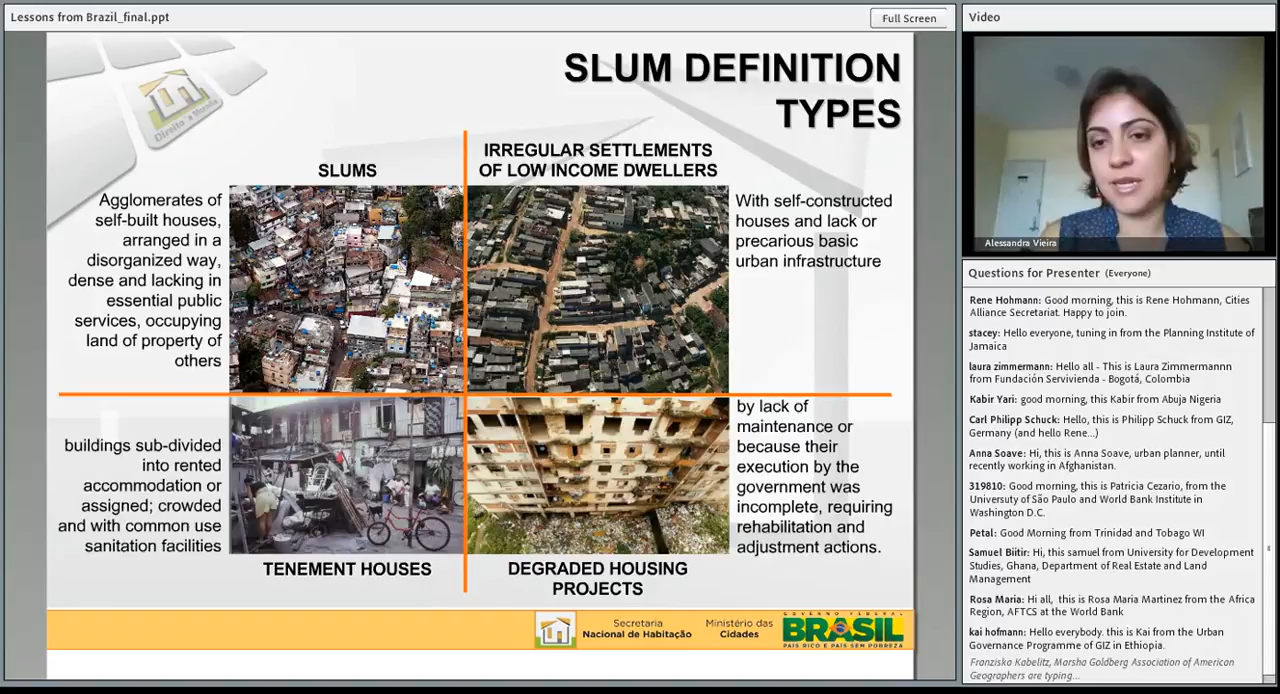 Lessons from Brazil_final.ppt
Full Screen
Direito à Moradia
SLUM DEFINITION
TYPES
SLUMS
IRREGULAR SETTLEMENTS
OF LOW INCOME DWELLERS
Agglomerates of
self-built houses,
arranged in a
disorganized way,
dense and lacking in
essential public
services, occupying
land of property of
others
With self-constructed
houses and lack or
precarious basic
urban infrastructure
buildings sub-divided
into rented
accommodation or
assigned; crowded
and with common use
sanitation facilities
by lack of
maintenance or
because their
execution by the
government was
incomplete, requiring
rehabilitation and
adjustment actions.
TENEMENT HOUSES
DEGRADED HOUSING
PROJECTS
Secretaria
Nacional de Habitação
Ministério das
Cidades
GOVERNO FEDERAL
BRASIL
PAÍS RICO É PAÍS SEM POBREZA
Video
Alessandra Vieira
Questions for Presenter (Everyone)
Rene Hohmann: Good morning, this is Rene Hohmann, Cities
Alliance Secretariat. Happy to join.
stacey: Hello everyone, tuning in from the Planning Institute of
Jamaica
laura zimmermann: Hello all - This is Laura Zimmermannn
from Fundación Servivienda - Bogotá, Colombia
Kabir Yari: good morning, this Kabir from Abuja Nigeria
Carl Philipp Schuck: Hello, this is Philipp Schuck from GIZ,
Germany (and hello Rene...)
Anna Soave: Hi, this is Anna Soave, urban planner, until
recently working in Afghanistan.
319810: Good morning, this is Patricia Cezario, from the
Universuty of São Paulo and World Bank Institute in
Washington D.C.
Petal: Good Morning from Trinidad and Tobago WI
Samuel Biitir: Hi, this samuel from University for Development
Studies, Ghana, Department of Real Estate and Land
Management
Rosa Maria: Hi all, this is Rosa Maria Martinez from the Africa
Region, AFTCS at the World Bank
kai hofmann: Hello everybody. this is Kai from the Urban
Governance Programme of GIZ in Ethiopia.
Franziska Kabelitz, Marsha Goldberg Association of American
Geographers are typing...